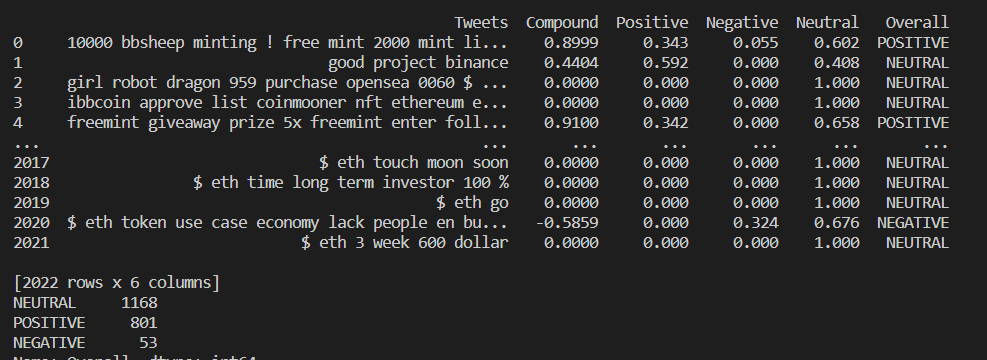 Tweets Compound Positive Negative Neutral Overall
0 10000 bbsheep minting ! free mint 2000 mint li... 0.8999 0.343 0.055 0.602 POSITIVE
1 good project binance 0.4404 0.592 0.000 0.408 NEUTRAL
2 girl robot dragon 959 purchase opensea 0060 $ ... 0.0000 0.000 0.000 1.000 NEUTRAL
3 ibbcoin approve list coinmooner nft ethereum e... 0.0000 0.000 0.000 1.000 NEUTRAL
4 freemint giveaway prize 5x freemint enter foll... 0.9100 0.342 0.000 0.658 POSITIVE
... ... ... ... ... ... ...
2017 $ eth touch moon soon 0.0000 0.000 0.000 1.000 NEUTRAL
2018 $ eth time long term investor 100 % 0.0000 0.000 0.000 1.000 NEUTRAL
2019 $ eth go 0.0000 0.000 0.000 1.000 NEUTRAL
2020 $ eth token use case economy lack people en bu... -0.5859 0.000 0.324 0.676 NEGATIVE
2021 $ eth 3 week 600 dollar 0.0000 0.000 0.000 1.000 NEUTRAL
[2022 rows x 6 columns]
NEUTRAL 1168
POSITIVE 801
NEGATIVE 53
Name: Overall, dtype: int64